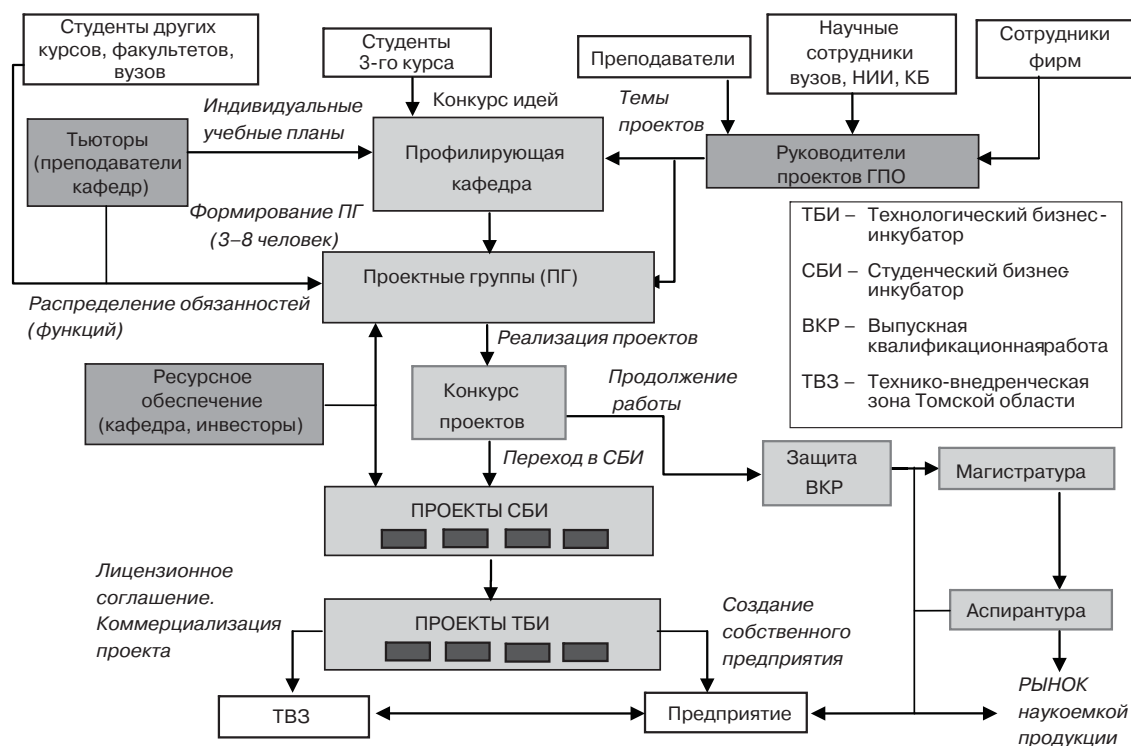 Студенты других
курсов, факультетов,
вузов
Студенты
3-го курса
Преподаватели
Научные
сотрудники
вузов, НИИ, КБ
Сотрудники
фирм
Индивидуальные
учебные планы
Конкурс идей
Темы
проектов
Тьюторы
(преподаватели
кафедр)
Профилирующая
кафедра
Руководители
проектов ГПО
Формирование ПГ
(3–8 человек)
Проектные группы (ПГ)
ТБИ – Технологический бизнес-
инкубатор
СБИ – Студенческий бизнес-
инкубатор
ВКР – Выпускная
квалификационная работа
ТВЗ – Технико-внедренческая
зона Томской области
Распределение обязанностей
(функций)
Реализация проектов
Ресурсное
обеспечение
(кафедра, инвесторы)
Конкурс
проектов
Продолжение
работы
Переход в СБИ
Защита
ВКР
Магистратура
ПРОЕКТЫ СБИ
Лицензионное
соглашение.
Коммерциализация
проекта
ПРОЕКТЫ ТБИ
Создание
собственного
предприятия
Аспирантура
ТВЗ
Предприятие
РЫНОК
наукоемкой
продукции